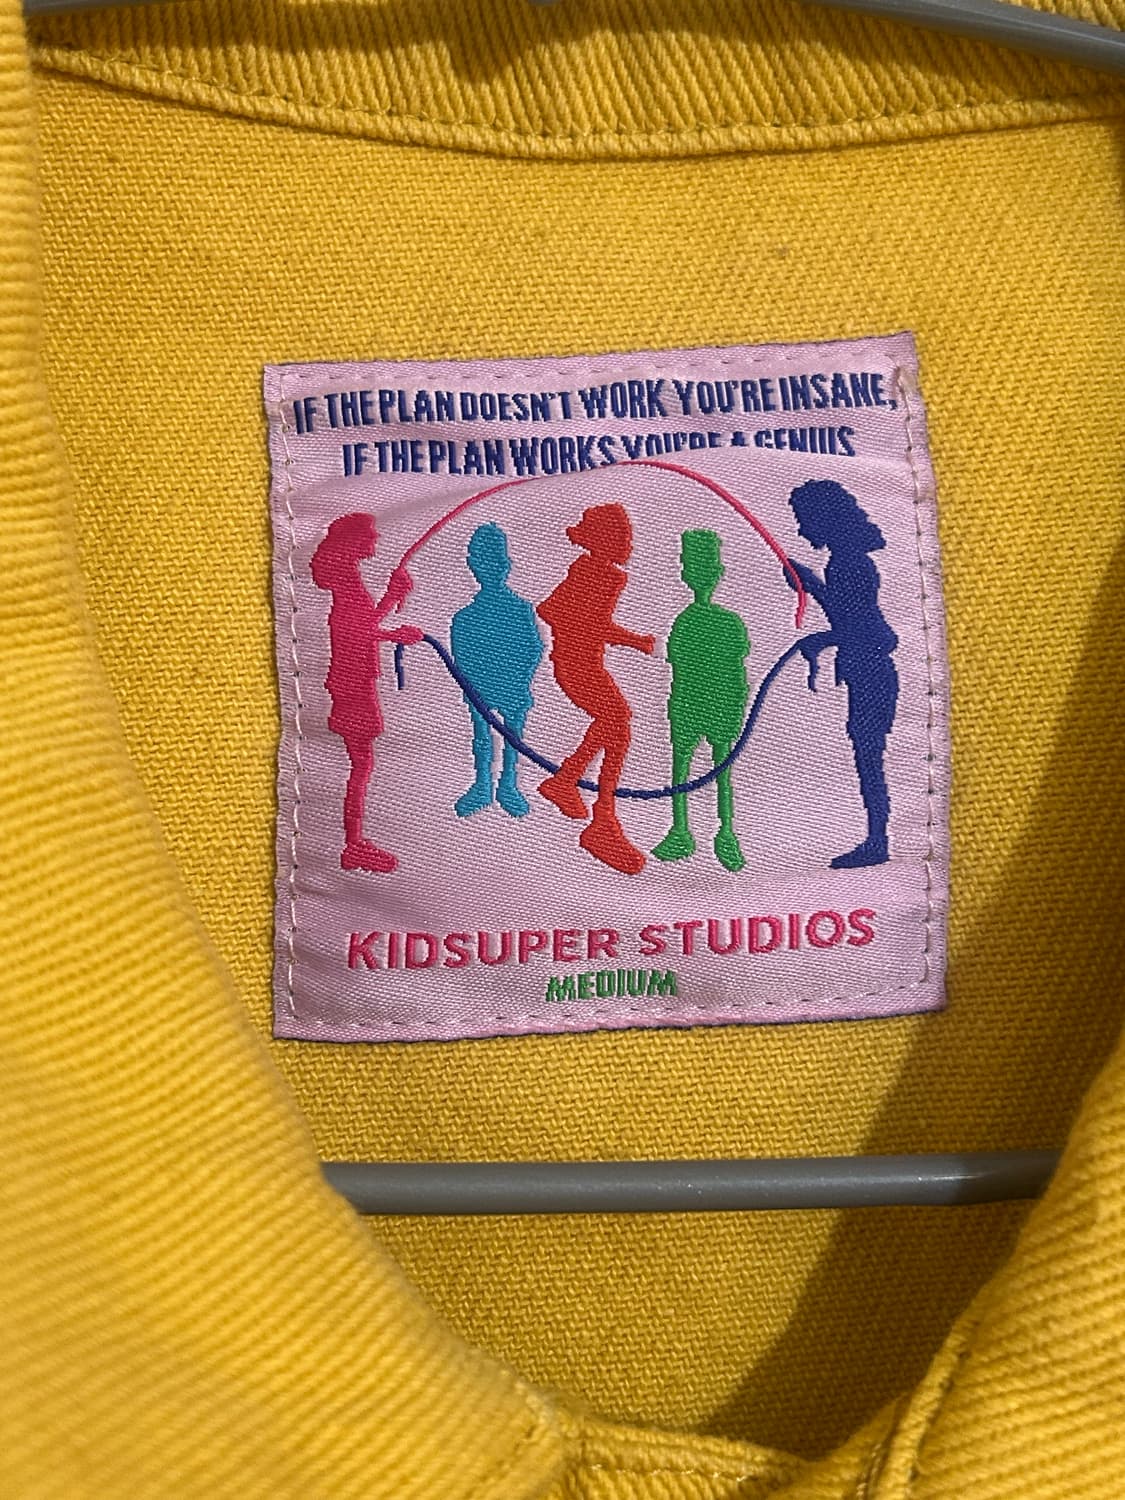 IF THE PLAN DOESN'T WORK YOU'RE INSANE,
IF THE PLAN WORKS YOU'RE A GENIUS
KIDSUPER STUDIOS
MEDIUM